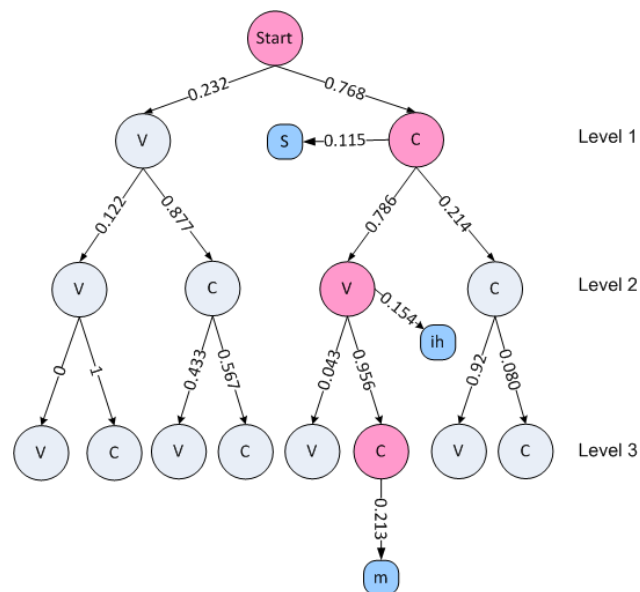 Start
0.232 0.768
V S 0.115 C Level 1
0.122 0.877 0.786 0.214
V C V C Level 2
0.154
ih
0 1 0.433 0.567 0.043 0.956 0.92 0.080
V C V C V C V C Level 3
0.213
m